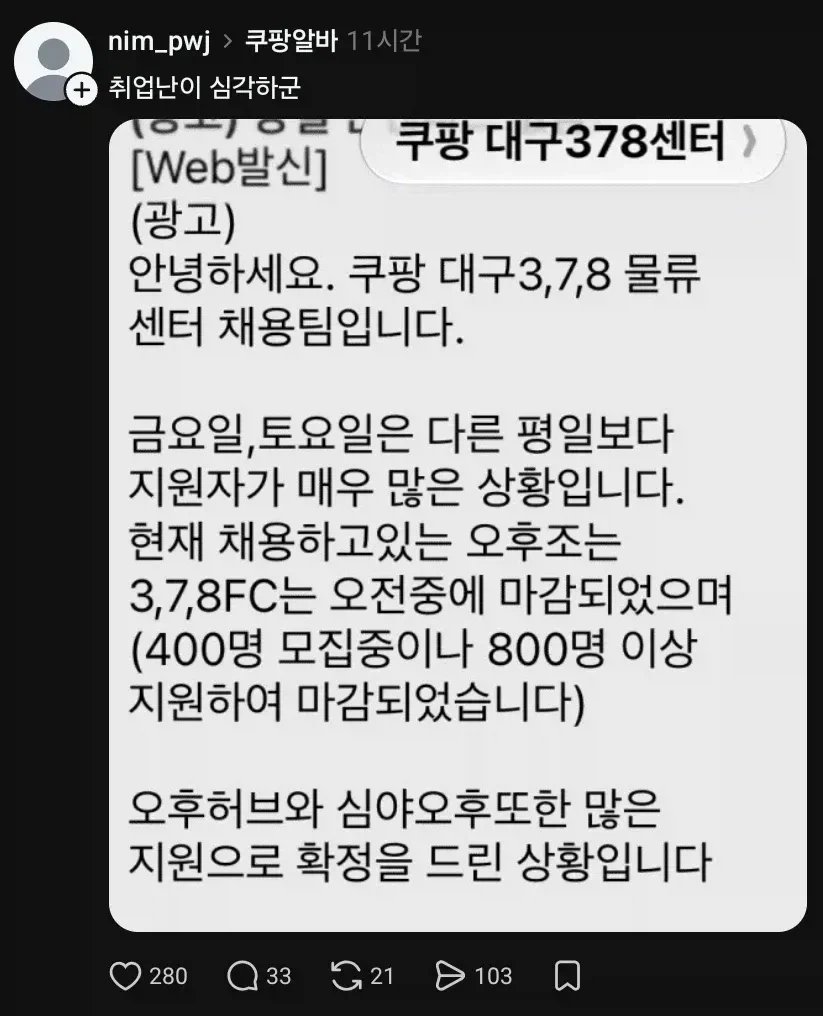 nim_pwj > 쿠팡알바 11시간
취업난이 심각하군
쿠팡 대구378센터 >
[Web발신]
(광고)
안녕하세요. 쿠팡 대구3,7,8 물류
센터 채용팀입니다.
금요일,토요일은 다른 평일보다
지원자가 매우 많은 상황입니다.
현재 채용하고있는 오후조는
3,7,8FC는 오전중에 마감되었으며
(400명 모집중이나 800명 이상
지원하여 마감되었습니다)
오후허브와 심야오후또한 많은
지원으로 확정을 드린 상황입니다
280 33 21 103